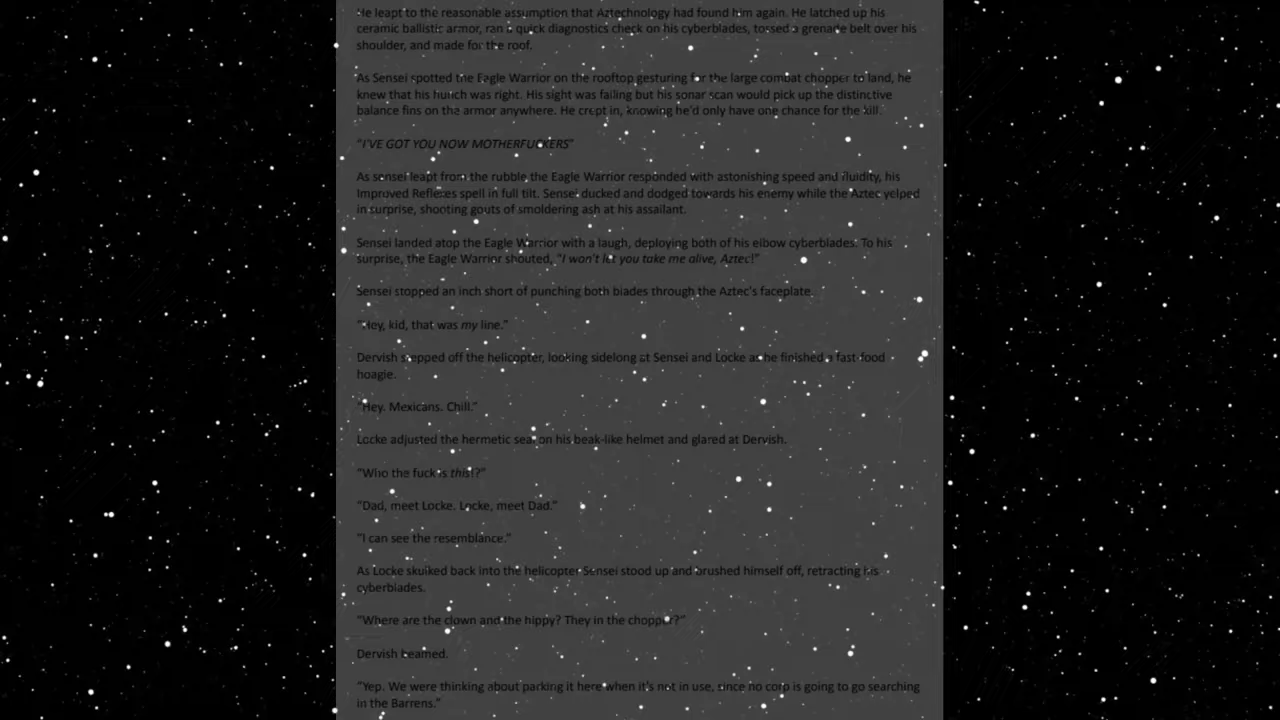 He leapt to the reasonable assumption that Aztechnology had found him again. He latched up his
ceramic ballistic armor, ran a quick diagnostics check on his cyberblades, tossed a grenade belt over his
shoulder, and made for the roof.
As Sensei spotted the Eagle Warrior on the rooftop gesturing for the large combat chopper to land, he
knew that his hunch was right. His sight was failing but his sonar scan would pick up the distinctive
balance fins on the armor anywhere. He crept in, knowing he'd only have one chance for the kill.
“I'VE GOT YOU NOW MOTHERFUCKERS”
As sensei leapt from the rubble the Eagle Warrior responded with astonishing speed and fluidity, his
Improved Reflexes spell in full tilt. Sensei ducked and dodged towards his enemy while the Aztec yelped
in surprise, shooting gouts of smoldering ash at his assailant.
Sensei landed atop the Eagle Warrior with a laugh, deploying both of his elbow cyberblades. To his
surprise, the Eagle Warrior shouted, “I won't let you take me alive, Aztec!”
Sensei stopped an inch short of punching both blades through the Aztec's faceplate.
“Hey, kid, that was my line.”
Dervish stepped off the helicopter, looking sidelong at Sensei and Locke as he finished a fast-food
hoagie.
“Hey. Mexicans. Chill.”
Locke adjusted the hermetic seal on his beak-like helmet and glared at Dervish.
“Who the fuck is this!?”
“Dad, meet Locke. Locke, meet Dad.”
“I can see the resemblance.”
As Locke skulked back into the helicopter Sensei stood up and brushed himself off, retracting his
cyberblades.
“Where are the clown and the hippy? They in the chopper?”
Dervish beamed.
“Yep. We were thinking about parking it here when it's not in use, since no corp is going to go searching
in the Barrens.”